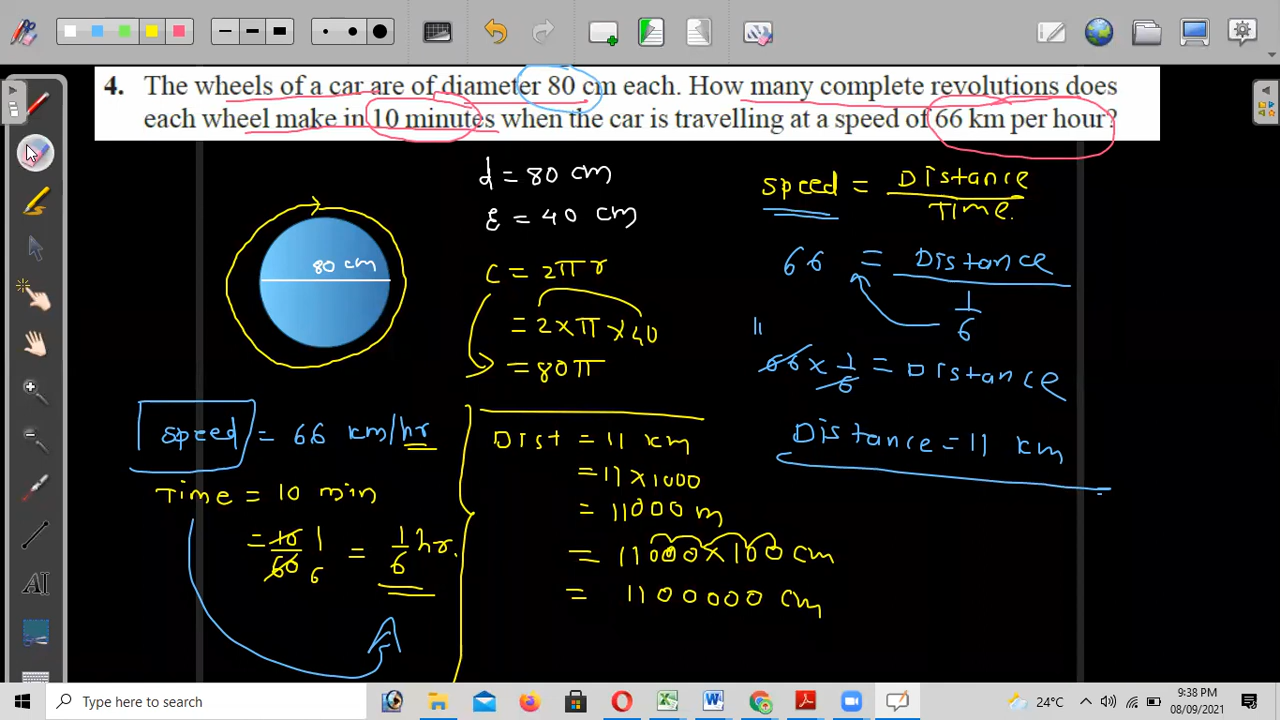 4. The wheels of a car are of diameter 80 cm each. How many complete revolutions does
each wheel make in 10 minutes when the car is travelling at a speed of 66 km per hour?
80 cm
d = 80 cm
r = 40 cm
C = 2πr
= 2 × π × 40
= 80π
speed = Distance / Time.
66 = Distance / 1/6
11
66 × 1/6 = Distance
Distance = 11 km
speed = 66 km/hr
Time = 10 min
= 10/60 1/6 = 1/6 hr.
Dist = 11 km
= 11 × 1000
= 11000 m
= 11000 × 100 cm
= 1100000 cm
AI
Type here to search
24°C
9:38 PM
08/09/2021